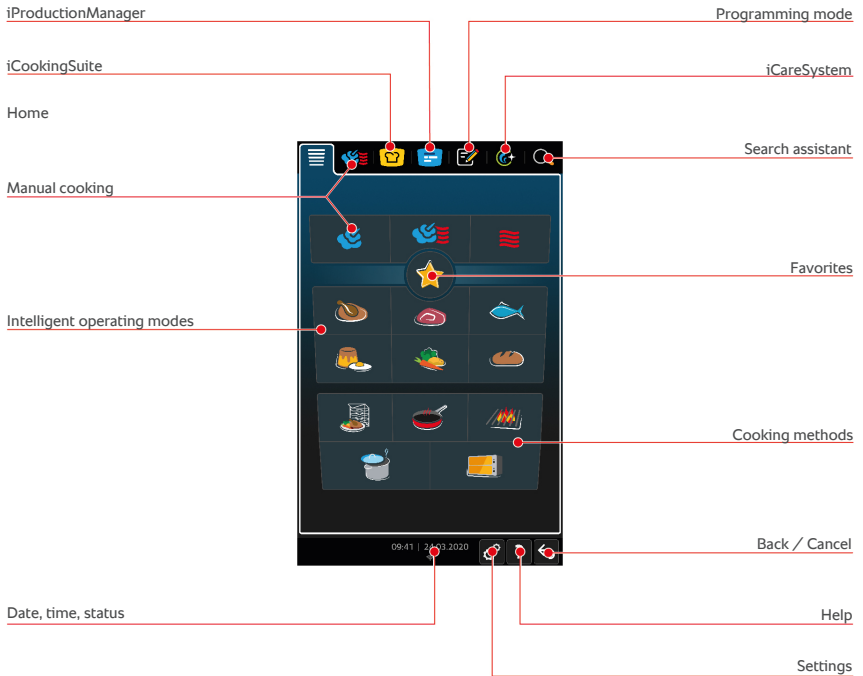 iProductionManager
Programming mode
iCookingSuite
iCareSystem
Home
Search assistant
Manual cooking
Favorites
Intelligent operating modes
Cooking methods
09:41 | 24.03.2020
Back / Cancel
Date, time, status
Help
Settings